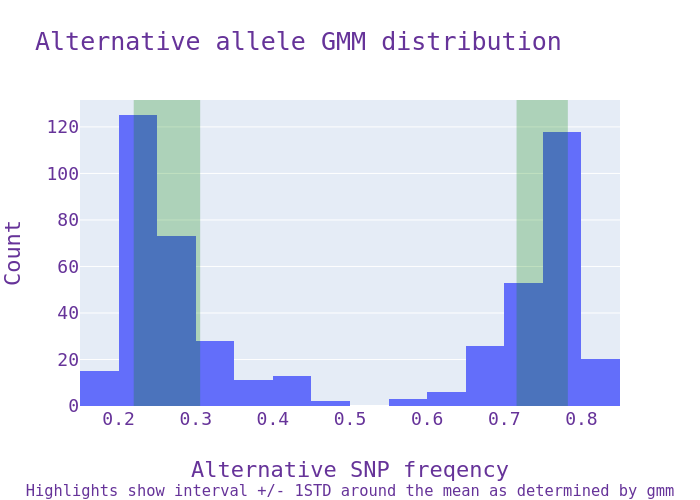 Alternative allele GMM distribution
120
100
80
60
40
20
0
Count
0.2 0.3 0.4 0.5 0.6 0.7 0.8
Alternative SNP freqency
Highlights show interval +/- 1STD around the mean as determined by gmm